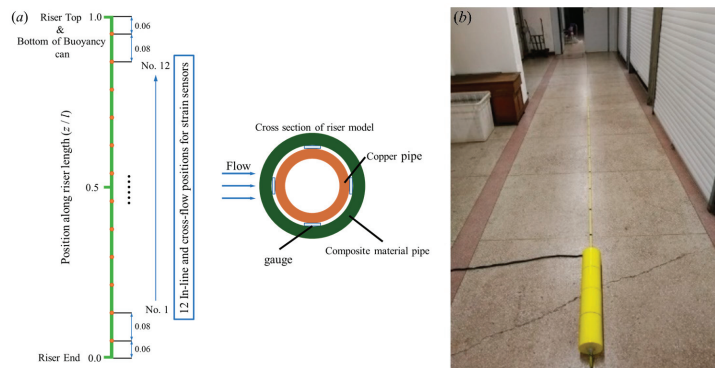 (a)
Riser Top
&
Bottom of Buoyancy
can
1.0
0.06
0.08
No. 12
Position along riser length (z / l)
0.5
12 In-line and cross-flow positions for strain sensors
No. 1
0.08
0.06
Riser End
0.0
Cross section of riser model
Flow
Copper pipe
gauge
Composite material pipe
(b)